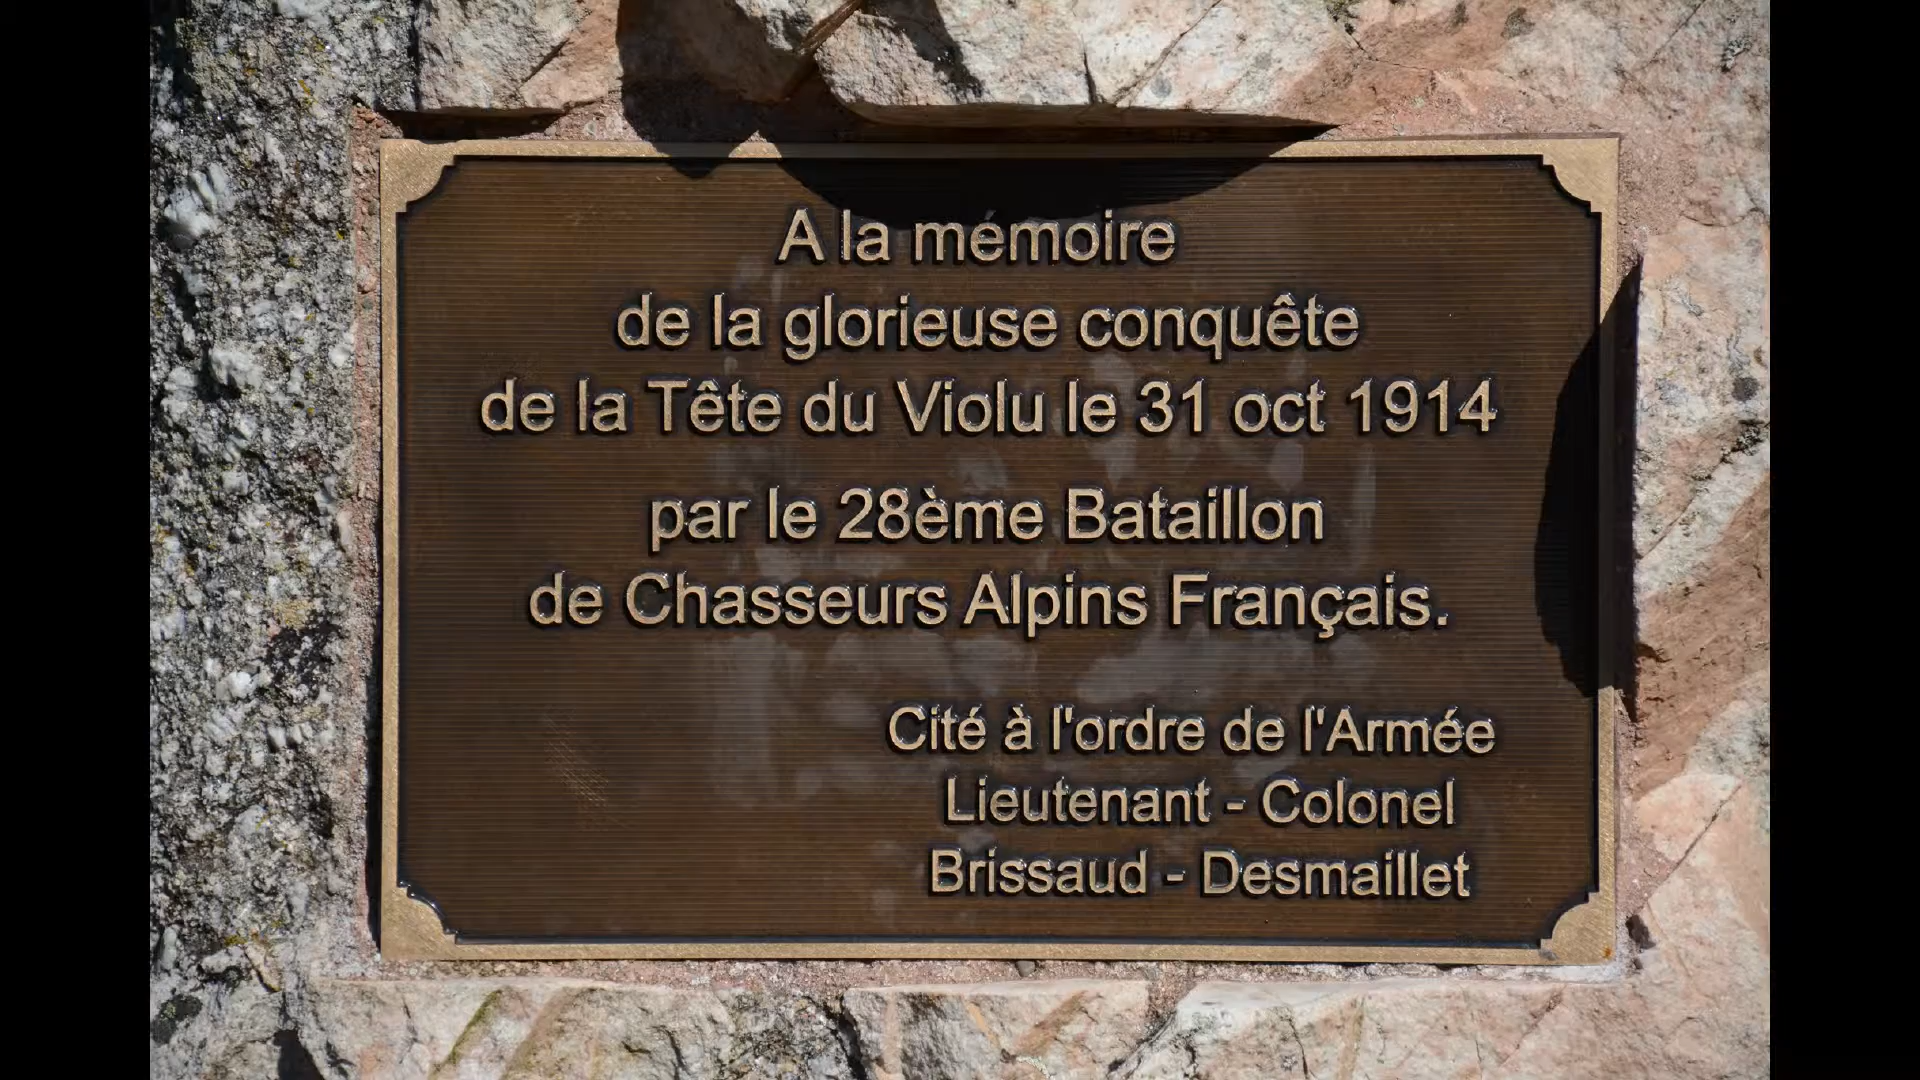 A la mémoire
de la glorieuse conquête
de la Tête du Violu le 31 oct 1914
par le 28ème Bataillon
de Chasseurs Alpins Français.
Cité à l'ordre de l'Armée
Lieutenant - Colonel
Brissaud - Desmaillet